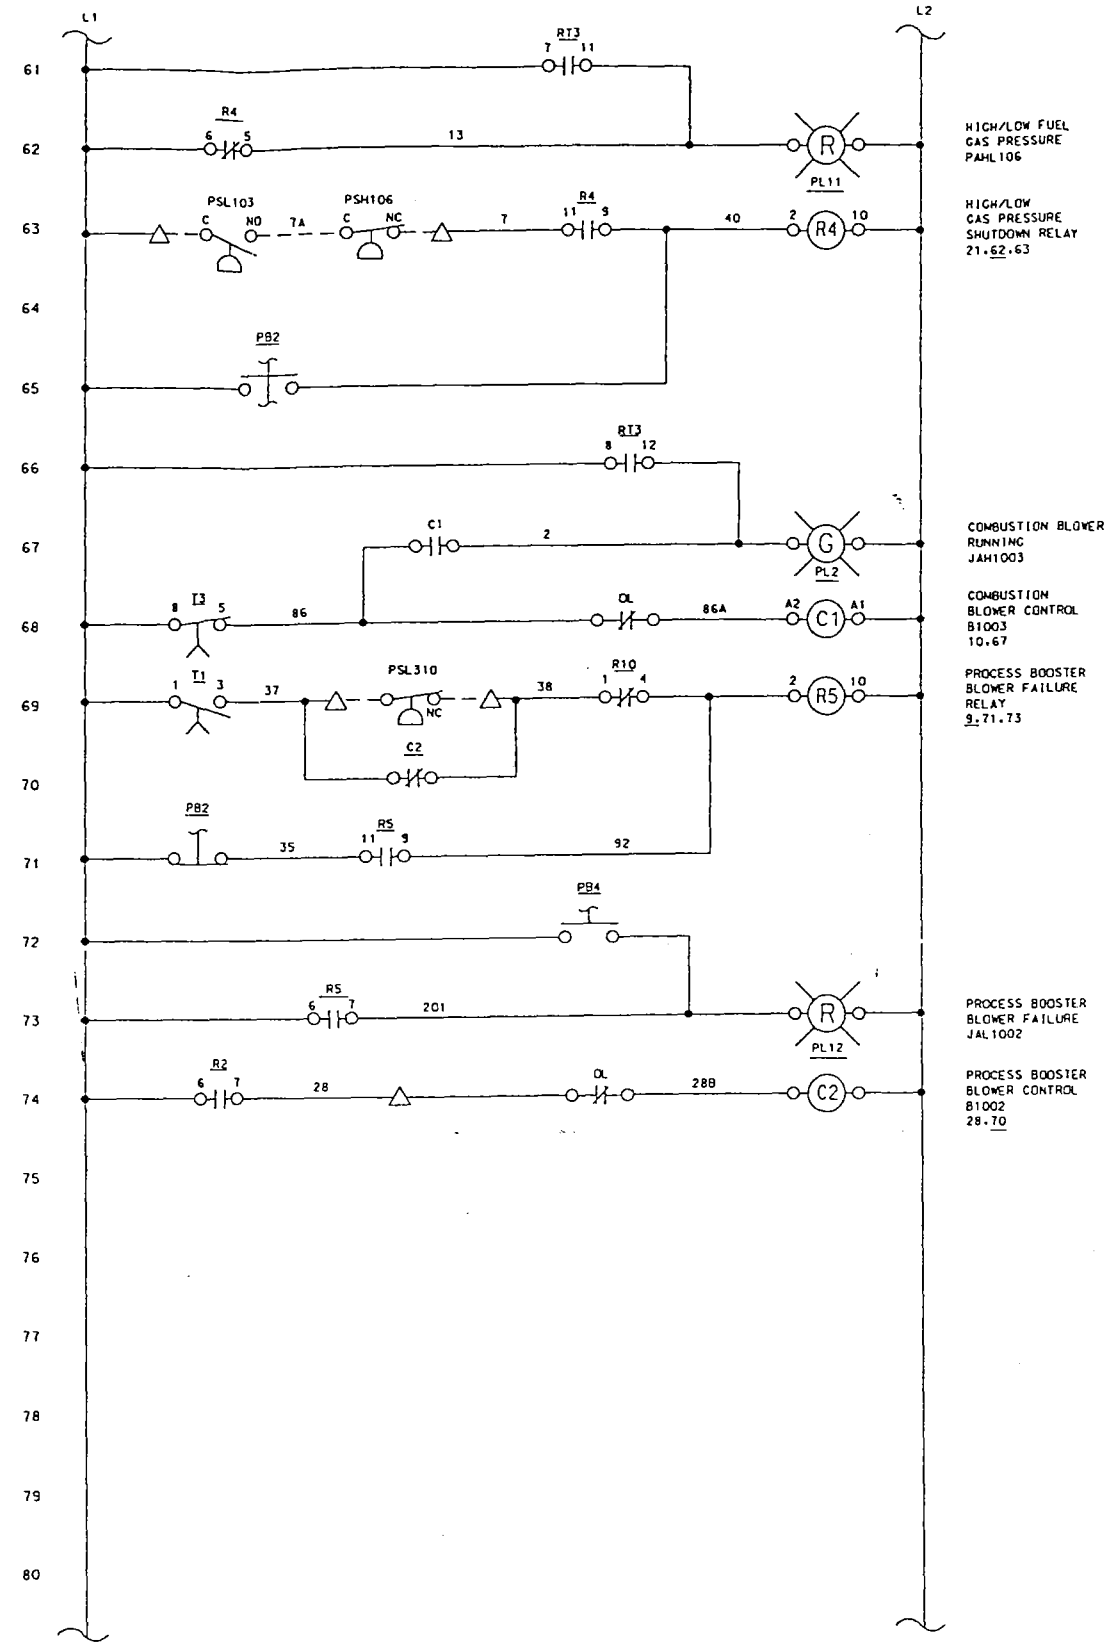 L1
L2
RT3
7 11
61
R4
6 5
13
62
R
PL11
HIGH/LOW FUEL
GAS PRESSURE
PAHL106
PSL103
C NO
7A
PSH106
C NC
7
R4
11 9
40
2 10
63
R4
HIGH/LOW
GAS PRESSURE
SHUTDOWN RELAY
21.62.63
64
PB2
65
RT3
8 12
66
C1
2
67
G
PL2
COMBUSTION BLOWER
RUNNING
JAH1003
T3
8 5
86
OL
86A
A2 A1
68
C1
COMBUSTION
BLOWER CONTROL
B1003
10.67
T1
1 3
37
PSL310
NC
38
R10
1 4
2 10
69
R5
PROCESS BOOSTER
BLOWER FAILURE
RELAY
9.71.73
C2
70
PB2
35
R5
11 9
92
71
PB4
72
R5
6 7
201
73
R
PL12
PROCESS BOOSTER
BLOWER FAILURE
JAL1002
R2
6 7
28
OL
28B
74
C2
PROCESS BOOSTER
BLOWER CONTROL
B1002
28.70
75
76
77
78
79
80